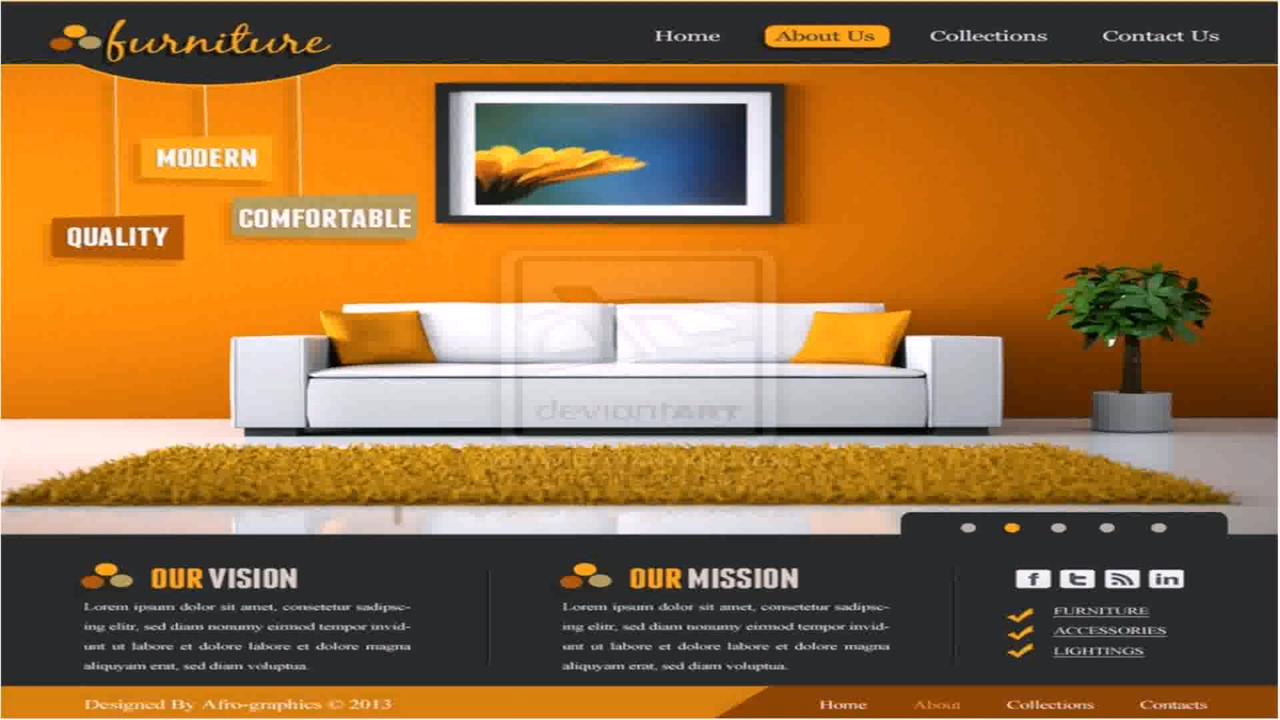 furniture
Home About Us Collections Contact Us
MODERN
COMFORTABLE
QUALITY
deviantART
OUR VISION
Lorem ipsum dolor sit amet, consetetur sadipsc-
ing elitr, sed diam nonumy eirmod tempor invid-
unt ut labore et dolore labore et dolore magna
aliquyam erat, sed diam voluptua.
OUR MISSION
Lorem ipsum dolor sit amet, consetetur sadipsc-
ing elitr, sed diam nonumy eirmod tempor invid-
unt ut labore et dolore labore et dolore magna
aliquyam erat, sed diam voluptua.
f t in
FURNITURE
ACCESSORIES
LIGHTINGS
Designed By Afro-graphics © 2013
Home About Collections Contacts